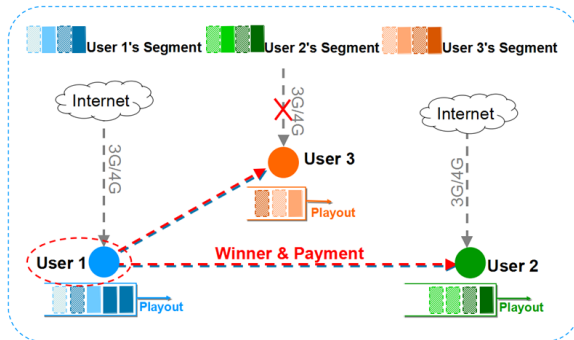 User 1's Segment User 2's Segment User 3's Segment
Internet
3G/4G
3G/4G
Internet
3G/4G
User 3
Playout
Winner & Payment
User 1
User 2
Playout
Playout